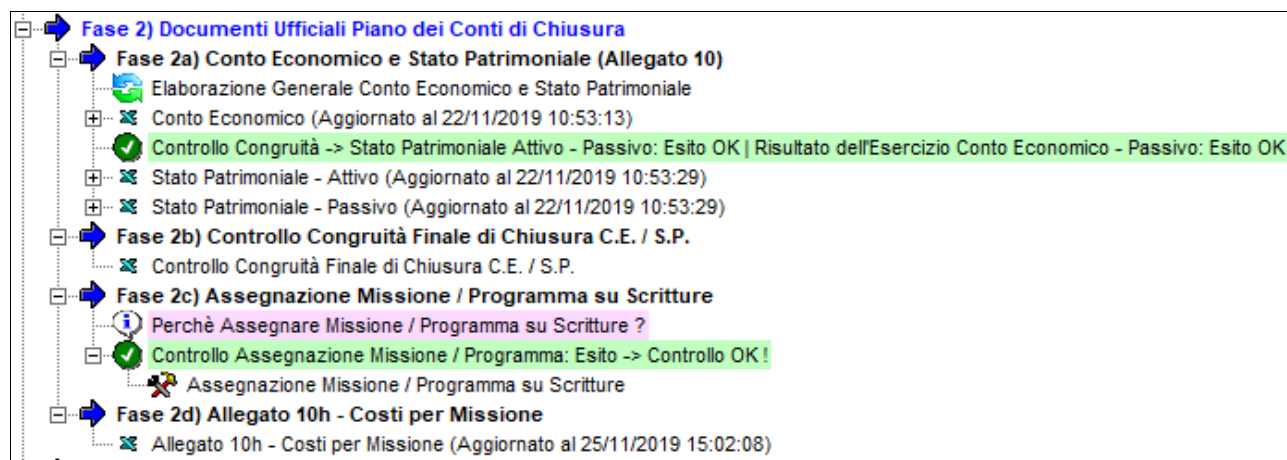 Fase 2) Documenti Ufficiali Piano dei Conti di Chiusura
Fase 2a) Conto Economico e Stato Patrimoniale (Allegato 10)
Elaborazione Generale Conto Economico e Stato Patrimoniale
Conto Economico (Aggiornato al 22/11/2019 10:53:13)
Controllo Congruità -> Stato Patrimoniale Attivo - Passivo: Esito OK | Risultato dell'Esercizio Conto Economico - Passivo: Esito OK
Stato Patrimoniale - Attivo (Aggiornato al 22/11/2019 10:53:29)
Stato Patrimoniale - Passivo (Aggiornato al 22/11/2019 10:53:29)
Fase 2b) Controllo Congruità Finale di Chiusura C.E. / S.P.
Controllo Congruità Finale di Chiusura C.E. / S.P.
Fase 2c) Assegnazione Missione / Programma su Scritture
Perchè Assegnare Missione / Programma su Scritture ?
Controllo Assegnazione Missione / Programma: Esito -> Controllo OK !
Assegnazione Missione / Programma su Scritture
Fase 2d) Allegato 10h - Costi per Missione
Allegato 10h - Costi per Missione (Aggiornato al 25/11/2019 15:02:08)